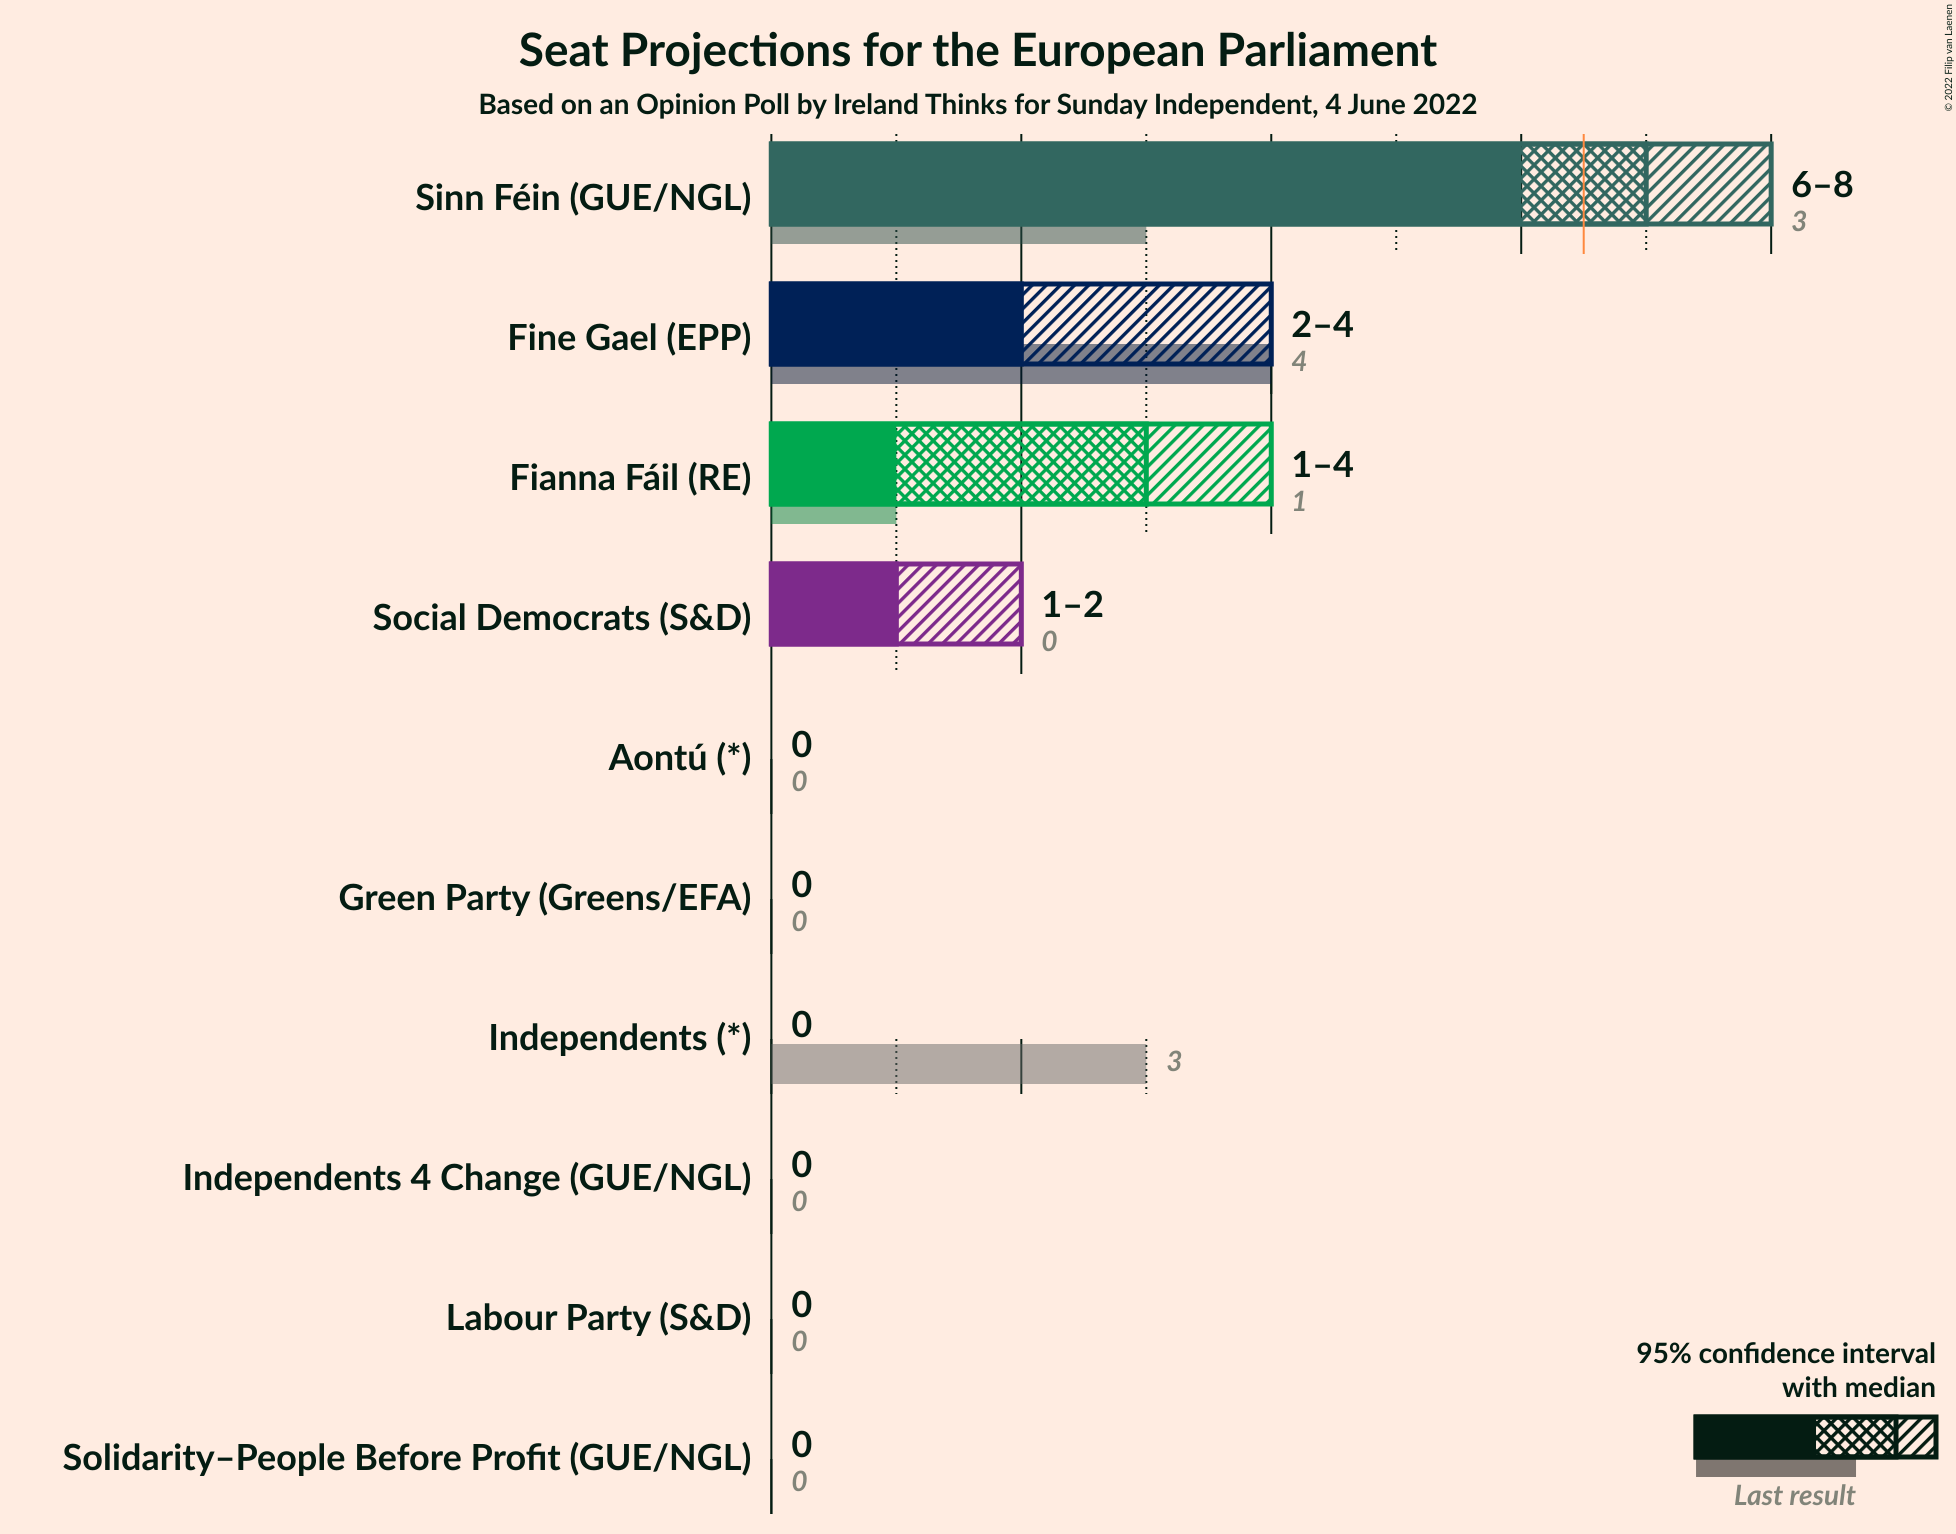 Seat Projections for the European Parliament
Based on an Opinion Poll by Ireland Thinks for Sunday Independent, 4 June 2022
© 2022 Filip van Laenen
Sinn Féin (GUE/NGL)
6–8
3
Fine Gael (EPP)
2–4
4
Fianna Fáil (RE)
1–4
1
Social Democrats (S&D)
1–2
0
Aontú (*)
0
0
Green Party (Greens/EFA)
0
0
Independents (*)
0
3
Independents 4 Change (GUE/NGL)
0
0
Labour Party (S&D)
0
0
Solidarity–People Before Profit (GUE/NGL)
0
0
95% confidence interval
with median
Last result